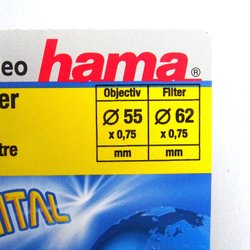 eo hama®
er
Objectiv Filter
Ø 55 Ø 62
x 0,75 x 0,75
tre mm mm
ITAL